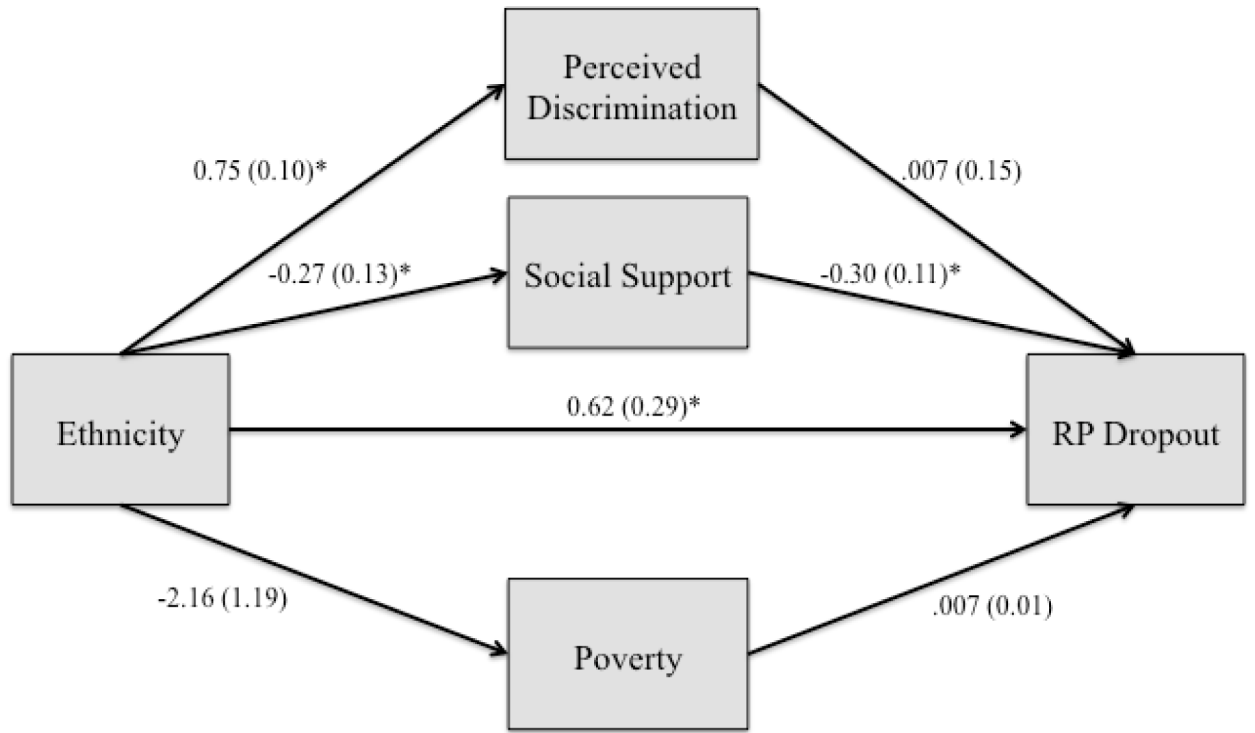 Perceived
Discrimination
0.75 (0.10)*
.007 (0.15)
-0.27 (0.13)*
Social Support
-0.30 (0.11)*
Ethnicity
0.62 (0.29)*
RP Dropout
-2.16 (1.19)
Poverty
.007 (0.01)